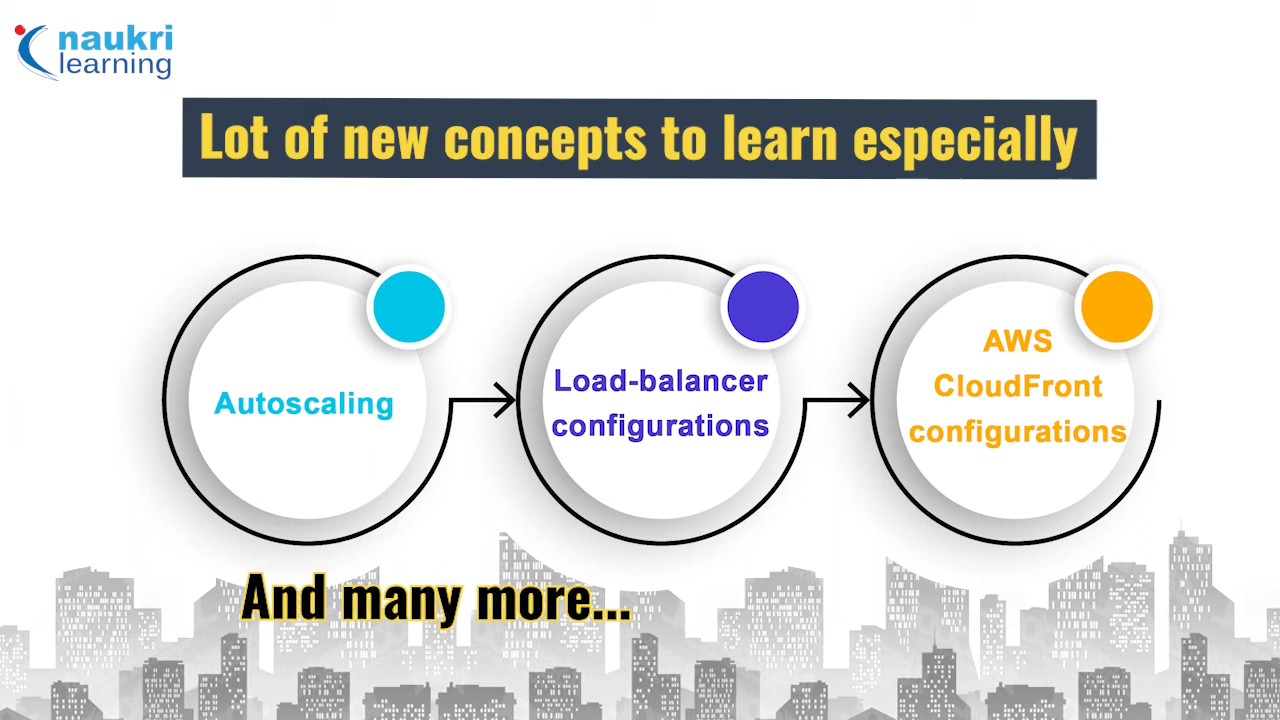 naukri
learning
Lot of new concepts to learn especially
Autoscaling
Load-balancer
configurations
AWS
CloudFront
configurations
And many more...